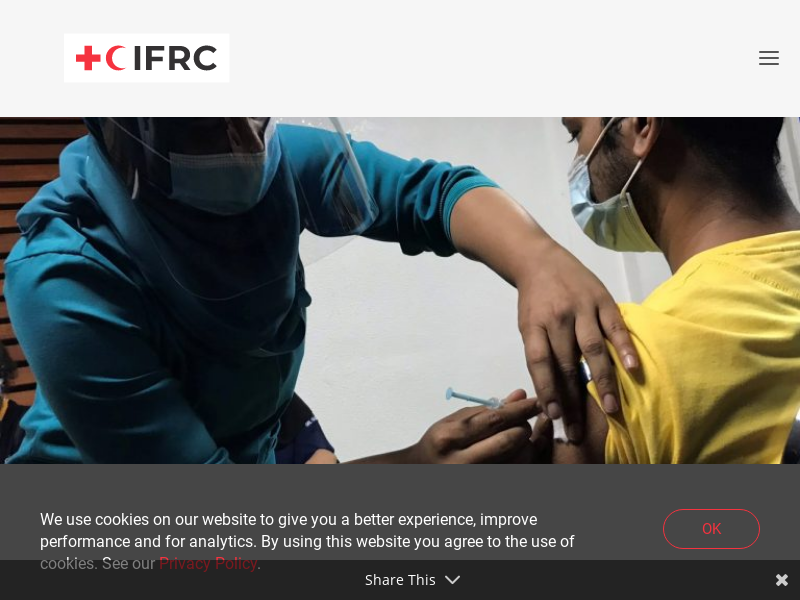 IFRC
We use cookies on our website to give you a better experience, improve
performance and for analytics. By using this website you agree to the use of
cookies. See our Privacy Policy.
OK
Share This